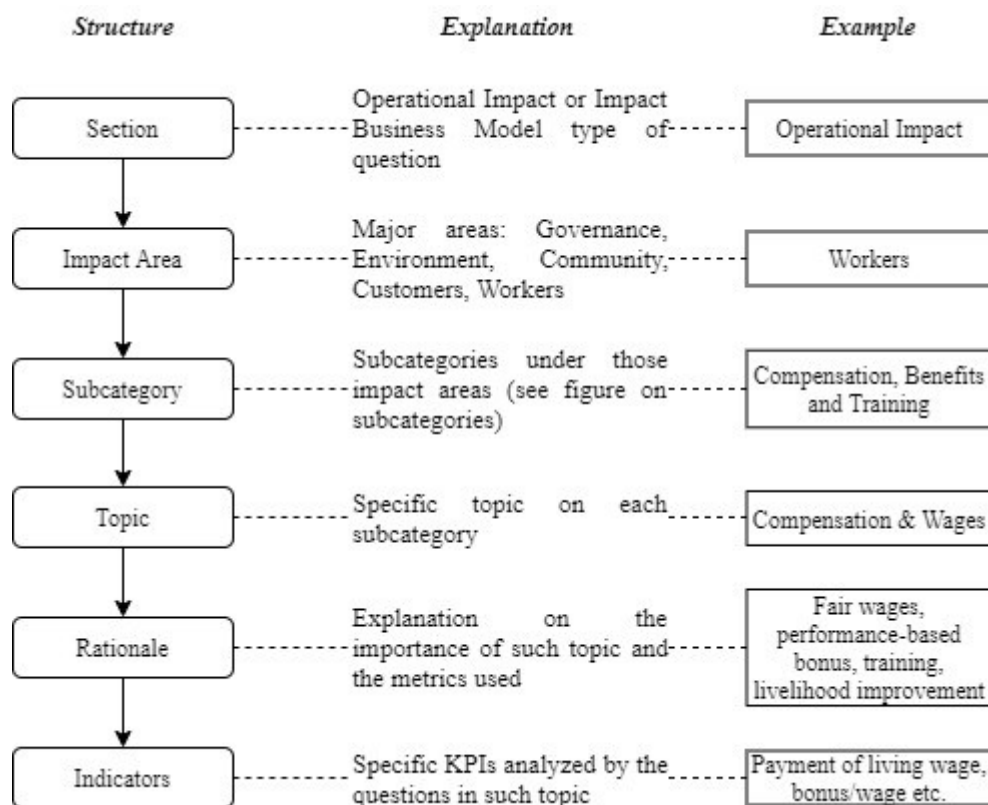 Structure Explanation Example
Section
Operational Impact or Impact
Business Model type of
question
Operational Impact
Impact Area
Major areas: Governance,
Environment, Community,
Customers, Workers
Workers
Subcategory
Subcategories under those
impact areas (see figure on
subcategories)
Compensation, Benefits
and Training
Topic
Specific topic on each
subcategory
Compensation & Wages
Rationale
Explanation on the
importance of such topic and
the metrics used
Fair wages,
performance-based
bonus, training,
livelihood improvement
Indicators
Specific KPIs analyzed by the
questions in such topic
Payment of living wage,
bonus/wage etc.